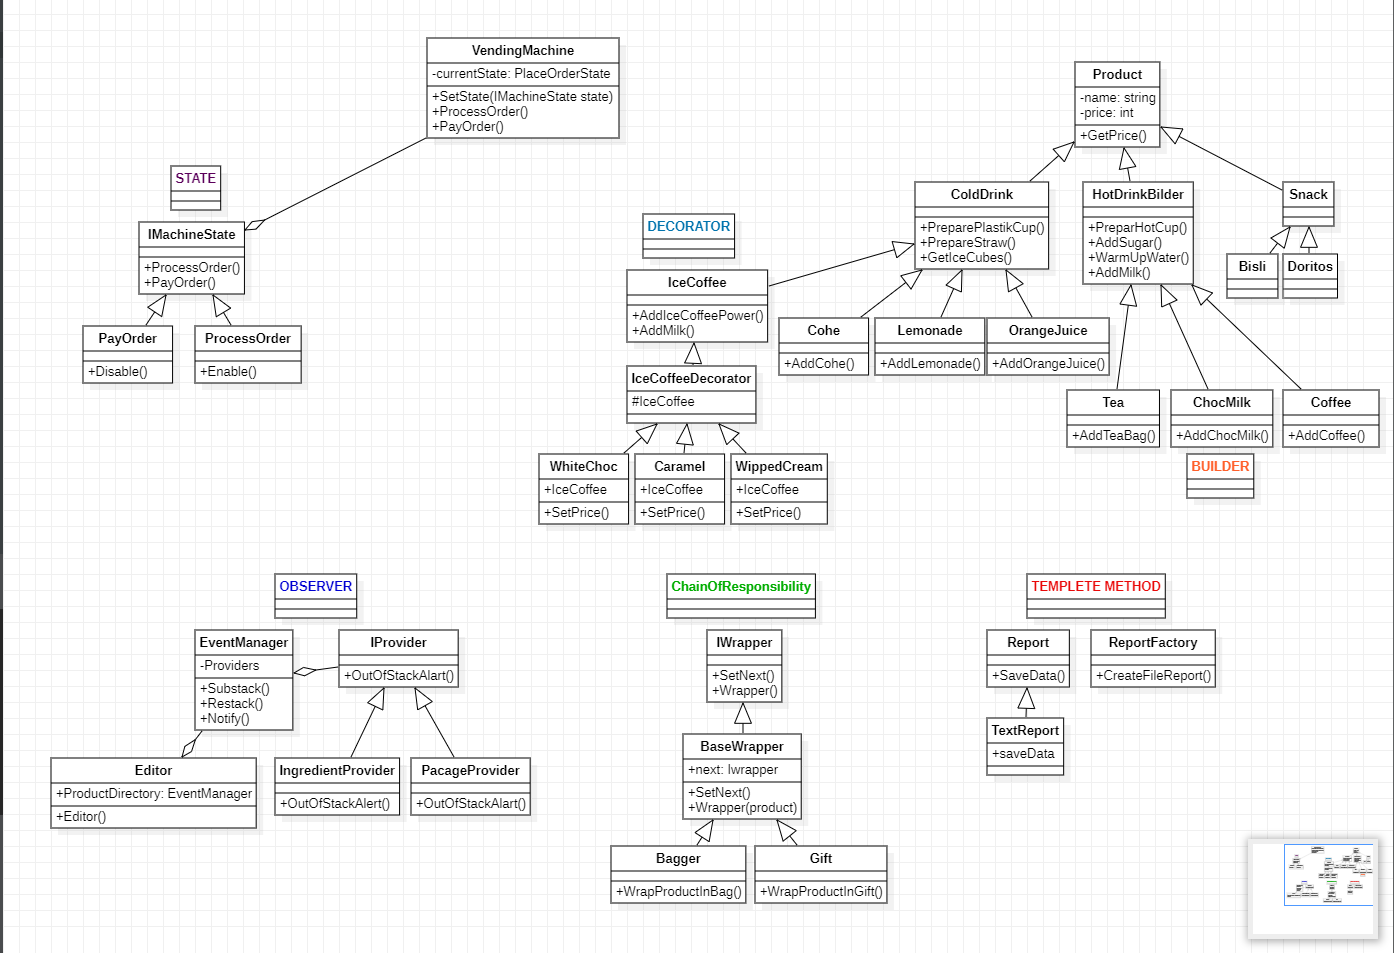 VendingMachine
-currentState: PlaceOrderState
+SetState(IMachineState state)
+ProcessOrder()
+PayOrder()
STATE
IMachineState
+ProcessOrder()
+PayOrder()
PayOrder
+Disable()
ProcessOrder
+Enable()
Product
-name: string
-price: int
+GetPrice()
ColdDrink
+PreparePlastikCup()
+PrepareStraw()
+GetIceCubes()
HotDrinkBilder
+PreparHotCup()
+AddSugar()
+WarmUpWater()
+AddMilk()
Snack
Bisli
Doritos
DECORATOR
IceCoffee
+AddIceCoffeePower()
+AddMilk()
IceCoffeeDecorator
#IceCoffee
WhiteChoc
+IceCoffee
+SetPrice()
Caramel
+IceCoffee
+SetPrice()
WippedCream
+IceCoffee
+SetPrice()
Cohe
+AddCohe()
Lemonade
+AddLemonade()
OrangeJuice
+AddOrangeJuice()
Tea
+AddTeaBag()
ChocMilk
+AddChocMilk()
Coffee
+AddCoffee()
BUILDER
OBSERVER
EventManager
-Providers
+Substack()
+Restack()
+Notify()
IProvider
+OutOfStackAlart()
Editor
+ProductDirectory: EventManager
+Editor()
IngredientProvider
+OutOfStackAlert()
PacageProvider
+OutOfStackAlart()
ChainOfResponsibility
IWrapper
+SetNext()
+Wrapper()
BaseWrapper
+next: Iwrapper
+SetNext()
+Wrapper(product)
Bagger
+WrapProductInBag()
Gift
+WrapProductInGift()
TEMPLETE METHOD
Report
+SaveData()
ReportFactory
+CreateFileReport()
TextReport
+saveData